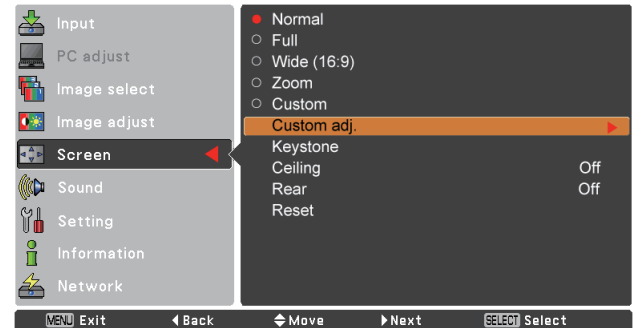 Input
PC adjust
Image select
Image adjust
Screen
Sound
Setting
Information
Network
Normal
Full
Wide (16:9)
Zoom
Custom
Custom adj.
Keystone
Ceiling Off
Rear Off
Reset
MENU Exit Back Move Next SELECT Select